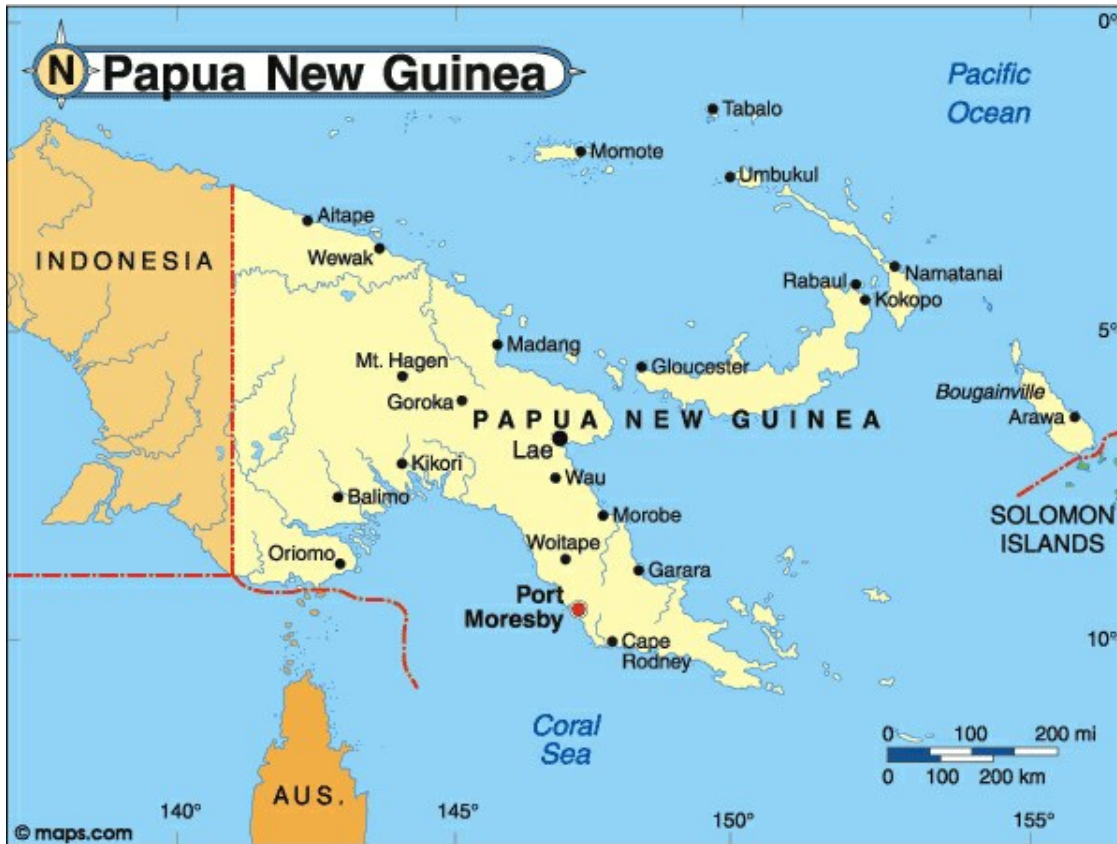 N
Papua New Guinea
0°
Pacific
Ocean
Tabalo
Momote
Umbukul
Aitape
INDONESIA
Wewak
Namatanai
Rabaul
Kokopo
5°
Madang
Mt. Hagen
Gloucester
Goroka
Bougainville
PAPUA NEW GUINEA
Arawa
Lae
Kikori
Wau
Balimo
Morobe
SOLOMON
ISLANDS
Woitape
Oriomo
Garara
Port
Moresby
Cape
Rodney
10°
Coral
Sea
0 100 200 mi
0 100 200 km
AUS.
140° 145° 150° 155°
© maps.com